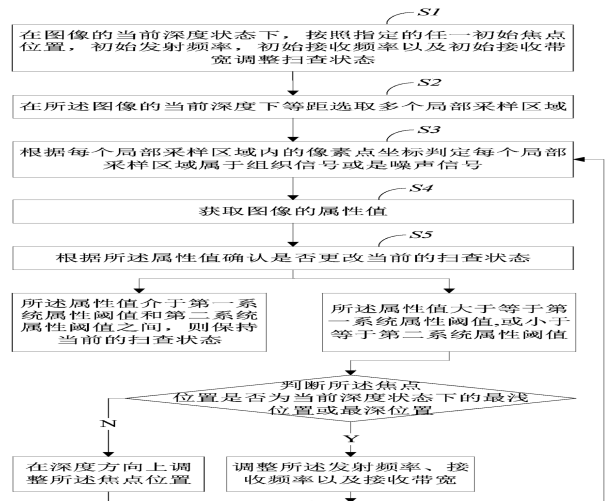 S1
在图像的当前深度状态下，按照指定的任一初始焦点
位置，初始发射频率，初始接收频率以及初始接收带
宽调整扫查状态
S2
在所述图像的当前深度下等距选取多个局部采样区域
S3
根据每个局部采样区域内的像素点坐标判定每个局部
采样区域属于组织信号或是噪声信号
S4
获取图像的属性值
S5
根据所述属性值确认是否更改当前的扫查状态
所述属性值介于第一系
统属性阈值和第二系统
属性阈值之间，则保持
当前的扫查状态
所述属性值大于等于第
一系统属性阈值,或小于
等于第二系统属性阈值
判断所述焦点
位置是否为当前深度状态下的最浅
位置或最深位置
N
Y
在深度方向上调
整所述焦点位置
调整所述发射频率、接
收频率以及接收带宽